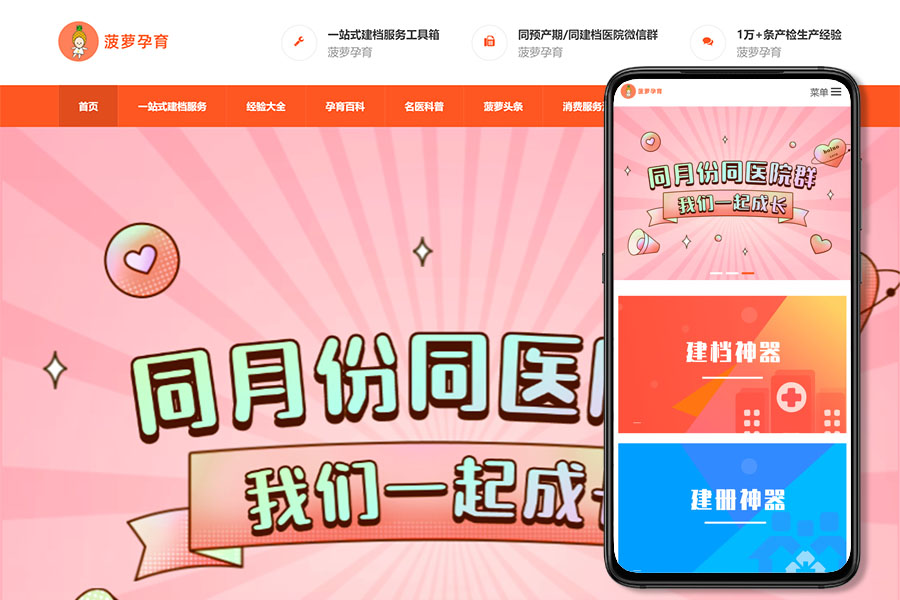 菠萝孕育
一站式建档服务工具箱
菠萝孕育
同预产期/同建档医院微信群
菠萝孕育
1万+条产检生产经验
菠萝孕育
首页
一站式建档服务
经验大全
孕育百科
名医科普
菠萝头条
消费服务
同月份同医
我们一起成
菠萝孕育
菜单
同月份同医院群
我们一起成长
建档神器
建册神器